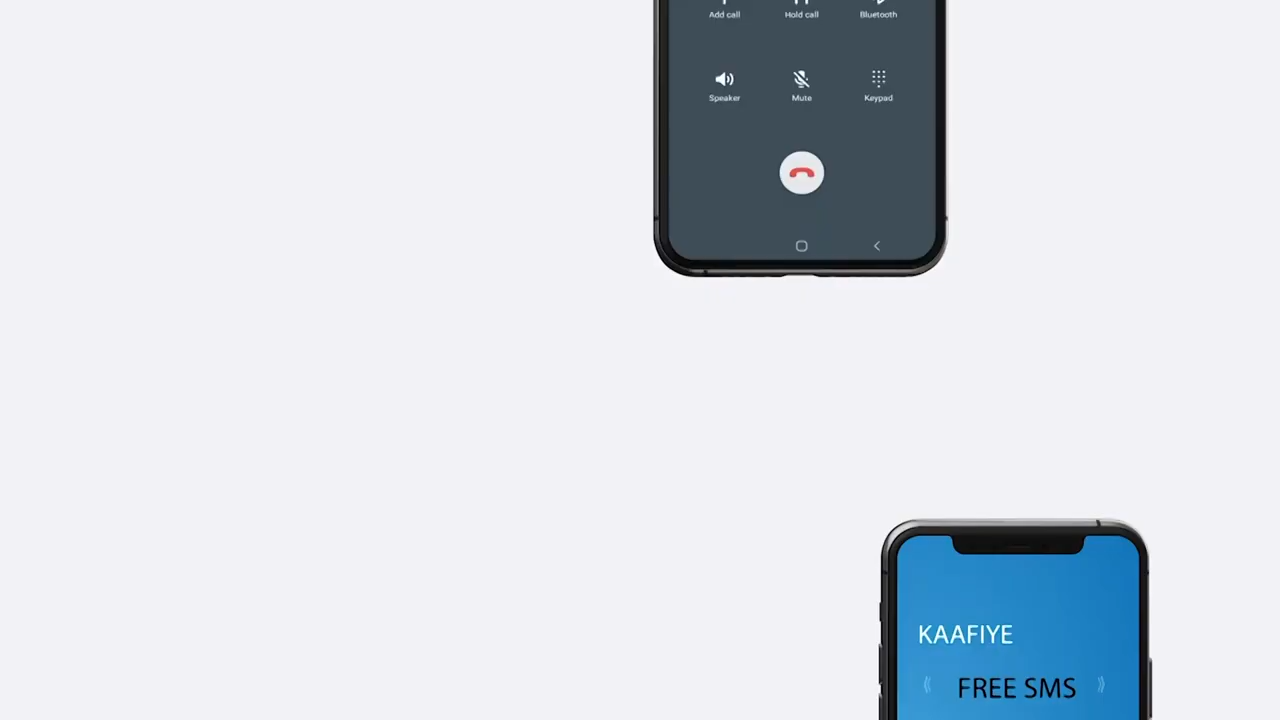 Add call Hold call Bluetooth
Speaker Mute Keypad
KAAFIYE
FREE SMS